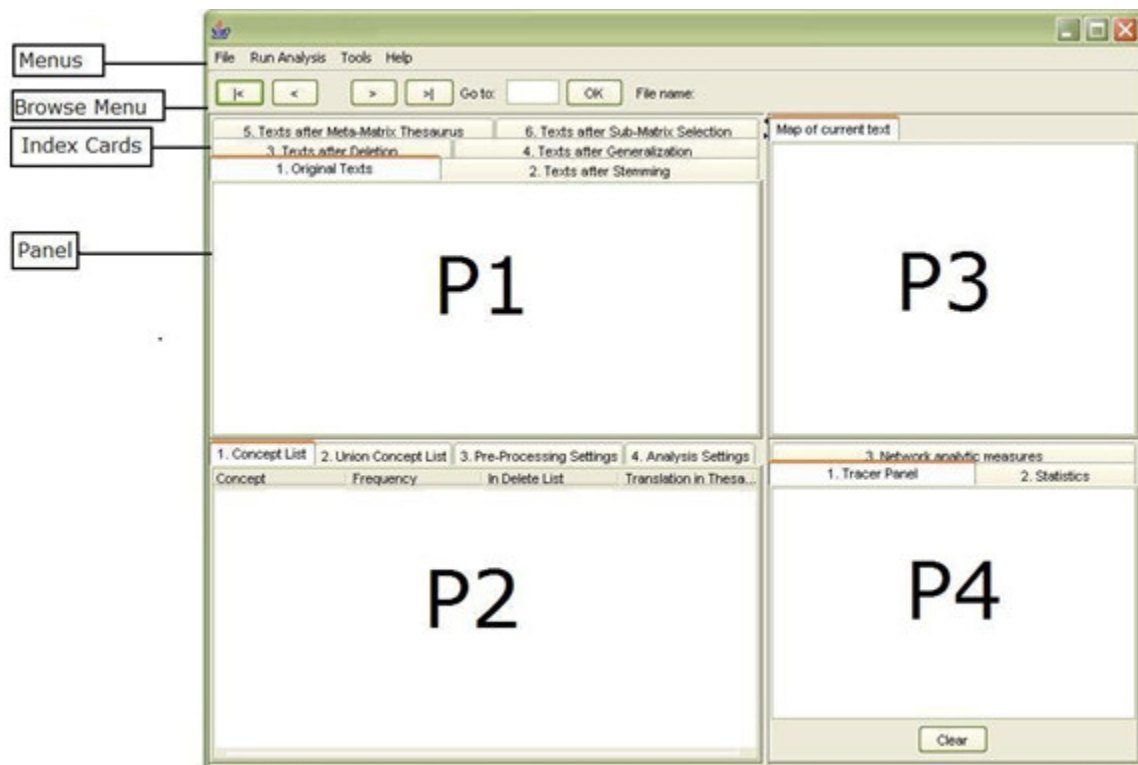 Menus
File Run Analysis Tools Help
Browse Menu
|< < > >| Go to: OK File name:
Index Cards
5. Texts after Meta-Matrix Thesaurus 6. Texts after Sub-Matrix Selection
3. Texts after Deletion 4. Texts after Generalization
1. Original Texts 2. Texts after Stemming
Map of current text
Panel
P1
P3
1. Concept List 2. Union Concept List 3. Pre-Processing Settings 4. Analysis Settings
Concept Frequency In Delete List Translation in Thesa...
P2
3. Network analytic measures
1. Tracer Panel 2. Statistics
P4
Clear